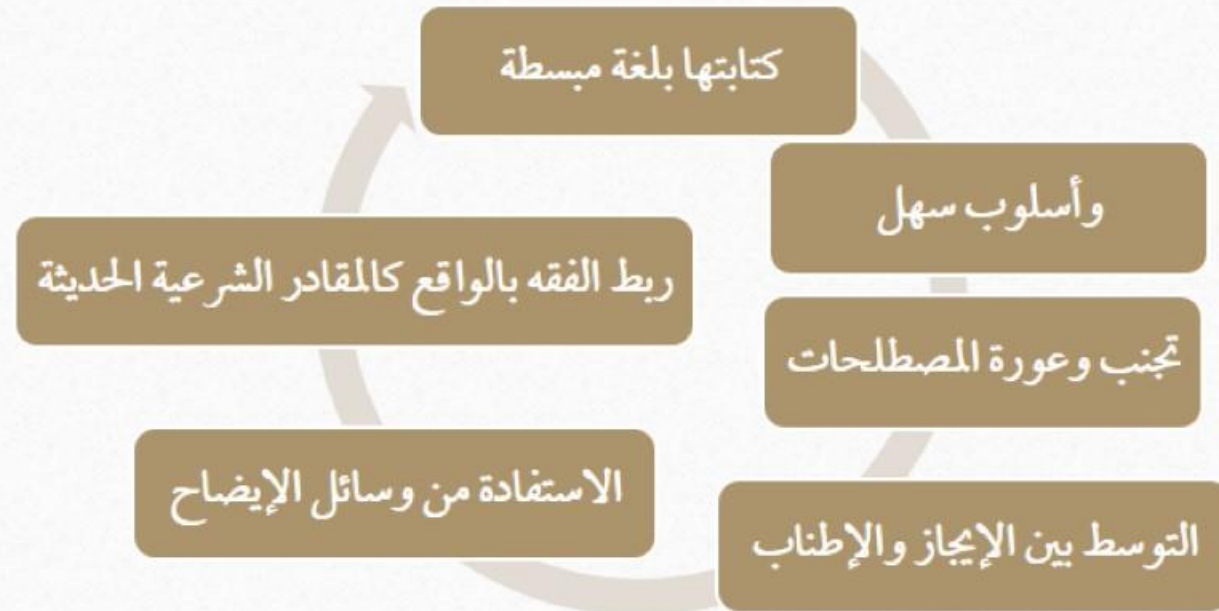 كتابتها بلغة مبسطة
وأسلوب سهل
تجنب وعورة المصطلحات
التوسط بين الإيجاز والإطناب
الاستفادة من وسائل الإيضاح
ربط الفقه بالواقع كالمقادر الشرعية الحديثة